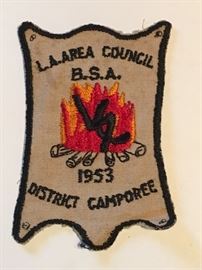 L.A. AREA COUNCIL
B.S.A.
1953
DISTRICT CAMPOREE